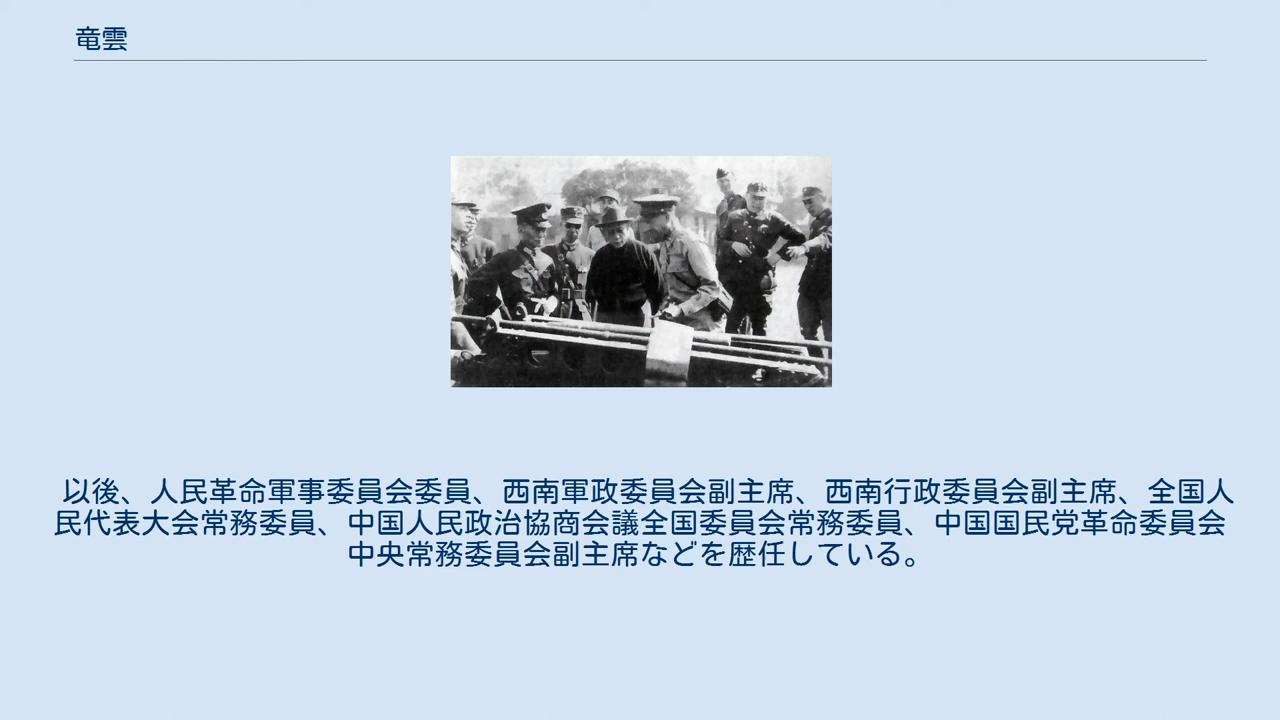 竜雲
以後、人民革命軍事委員会委員、西南軍政委員会副主席、西南行政委員会副主席、全国人
民代表大会常務委員、中国人民政治協商会議全国委員会常務委員、中国国民党革命委員会
中央常務委員会副主席などを歴任している。